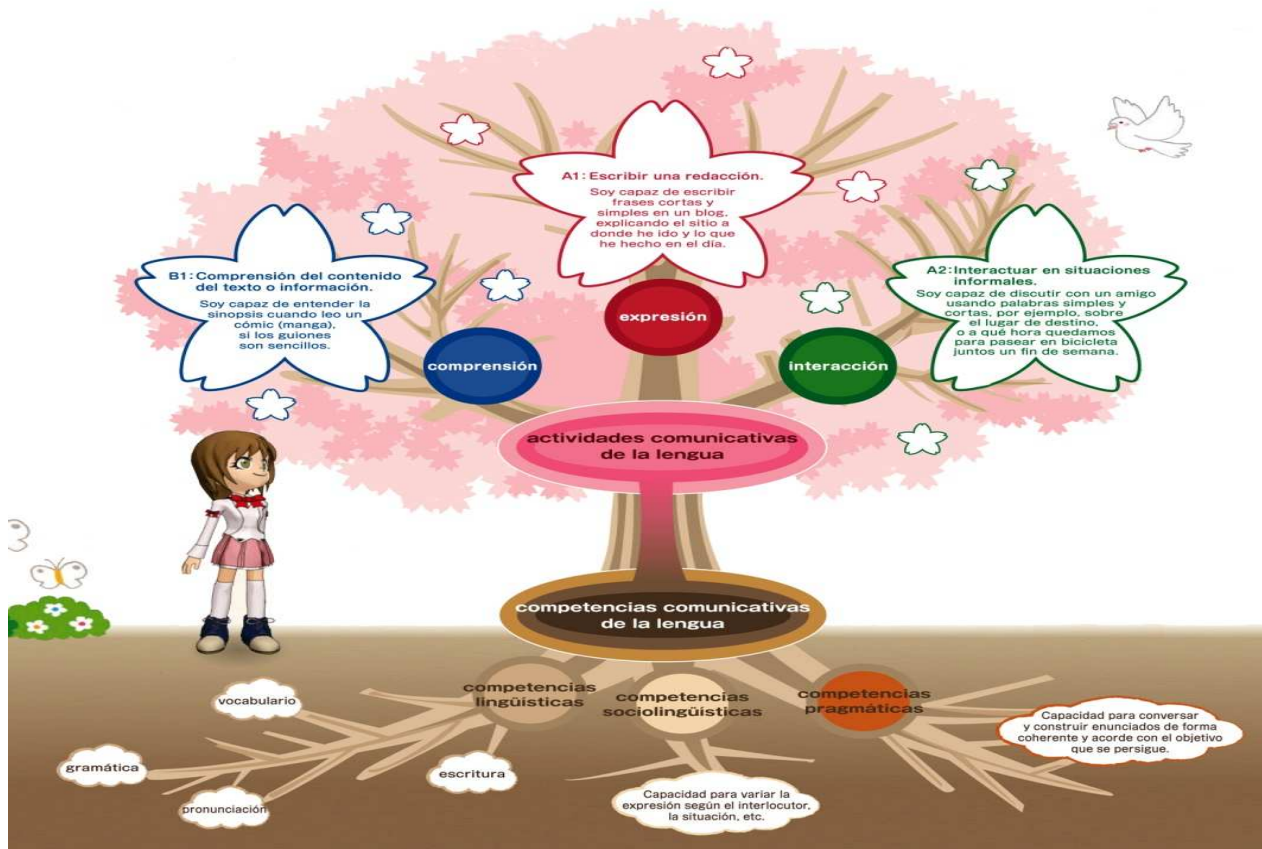 A1:Escribir una redacción.
Soy capaz de escribir
frases cortas y
simples en un blog,
explicando el sitio a
donde he ido y lo que
he hecho en el día.
B1:Comprensión del contenido
del texto o información.
Soy capaz de entender la
sinopsis cuando leo un
cómic (manga),
si los guiones
son sencillos.
A2:Interactuar en situaciones
informales.
Soy capaz de discutir con un amigo
usando palabras simples y
cortas, por ejemplo, sobre
el lugar de destino,
o a qué hora quedamos
para pasear en bicicleta
juntos un fin de semana.
comprensión
expresión
interacción
actividades comunicativas
de la lengua
competencias comunicativas
de la lengua
competencias
lingüísticas
competencias
sociolingüísticas
competencias
pragmáticas
vocabulario
gramática
pronunciación
escritura
Capacidad para variar la
expresión según el interlocutor,
la situación, etc.
Capacidad para conversar
y construir enunciados de forma
coherente y acorde con el objetivo
que se persigue.